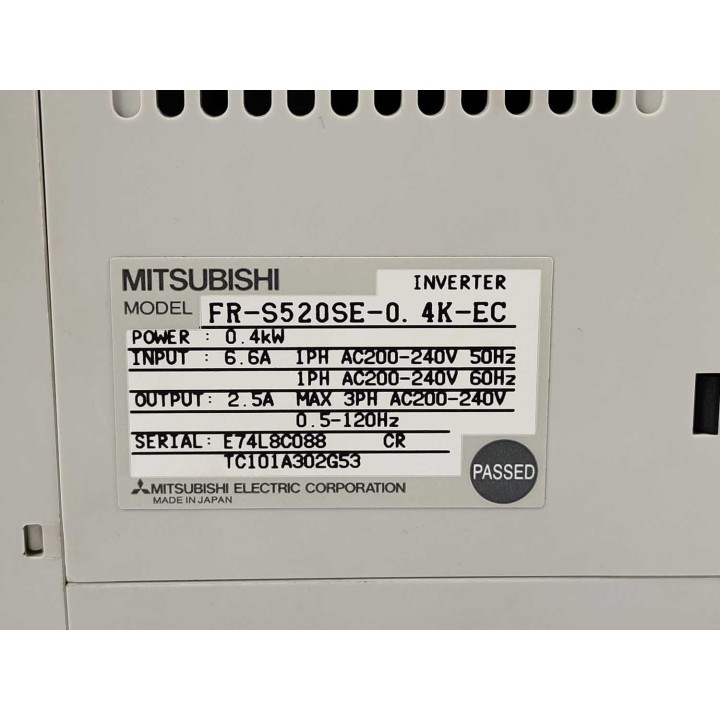 MITSUBISHI INVERTER
MODEL FR-S520SE-0.4K-EC
POWER : 0.4kW
INPUT : 6.6A 1PH AC200-240V 50Hz
1PH AC200-240V 60Hz
OUTPUT: 2.5A MAX 3PH AC200-240V
0.5-120Hz
SERIAL: E74L8C088 CR
TC101A302G53
PASSED
MITSUBISHI ELECTRIC CORPORATION
MADE IN JAPAN